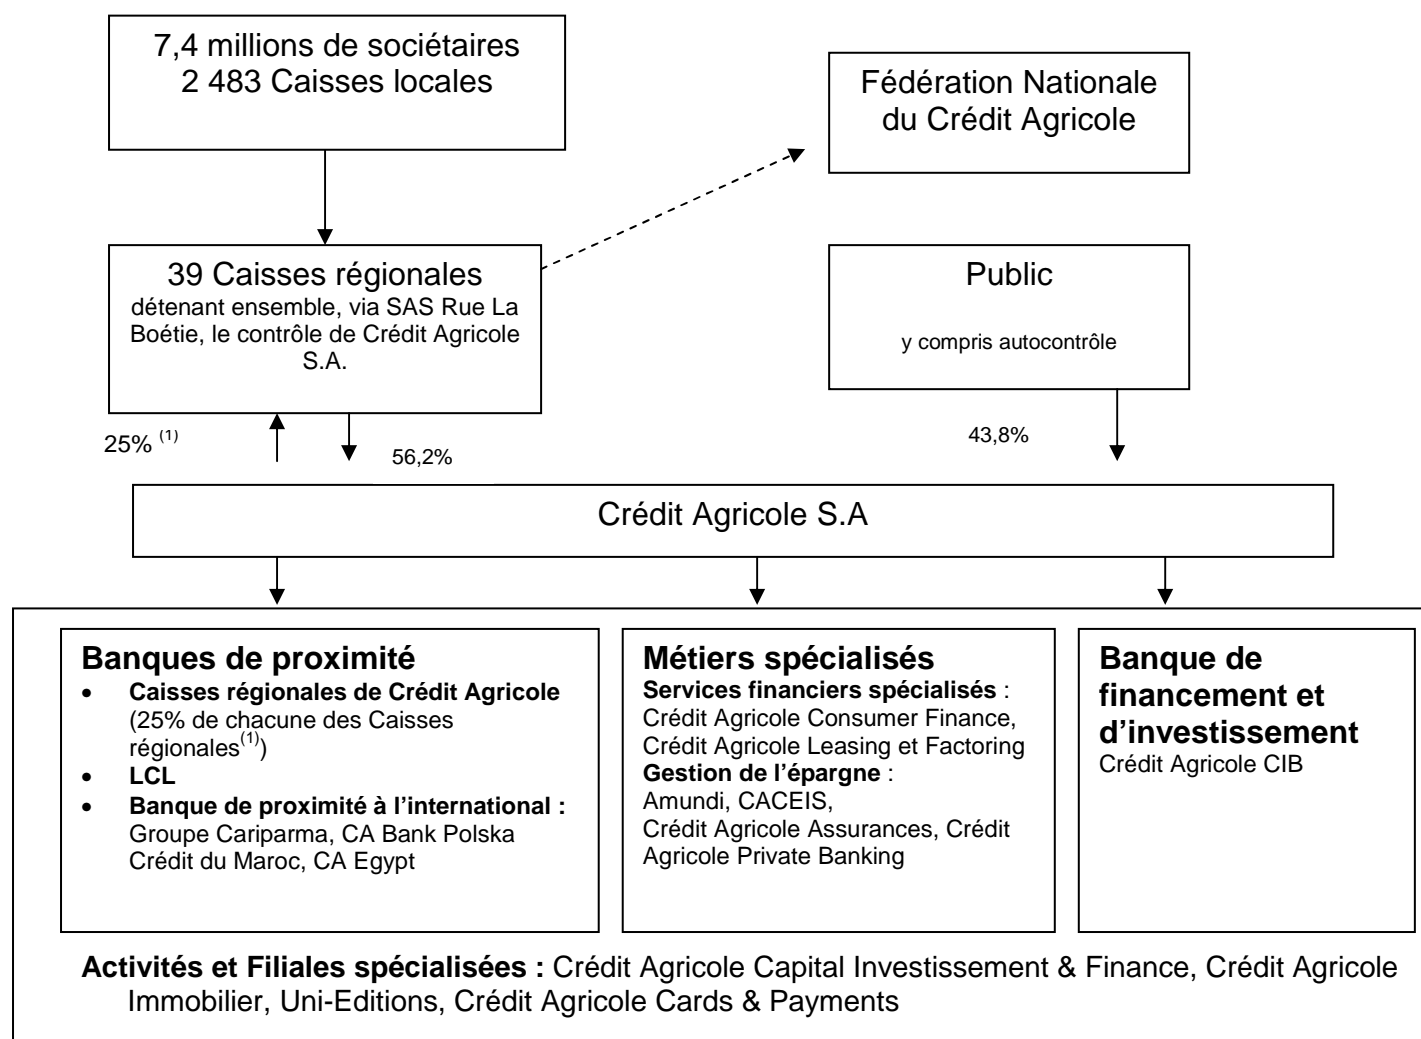 7,4 millions de sociétaires
2 483 Caisses locales
Fédération Nationale
du Crédit Agricole
39 Caisses régionales
détenant ensemble, via SAS Rue La
Boétie, le contrôle de Crédit Agricole
S.A.
Public
y compris autocontrôle
25% (1)
56,2%
43,8%
Crédit Agricole S.A
Banques de proximité
• Caisses régionales de Crédit Agricole
(25% de chacune des Caisses
régionales(1))
• LCL
• Banque de proximité à l’international :
Groupe Cariparma, CA Bank Polska
Crédit du Maroc, CA Egypt
Métiers spécialisés
Services financiers spécialisés :
Crédit Agricole Consumer Finance,
Crédit Agricole Leasing et Factoring
Gestion de l’épargne :
Amundi, CACEIS,
Crédit Agricole Assurances, Crédit
Agricole Private Banking
Banque de
financement et
d’investissement
Crédit Agricole CIB
Activités et Filiales spécialisées : Crédit Agricole Capital Investissement & Finance, Crédit Agricole
Immobilier, Uni-Editions, Crédit Agricole Cards & Payments